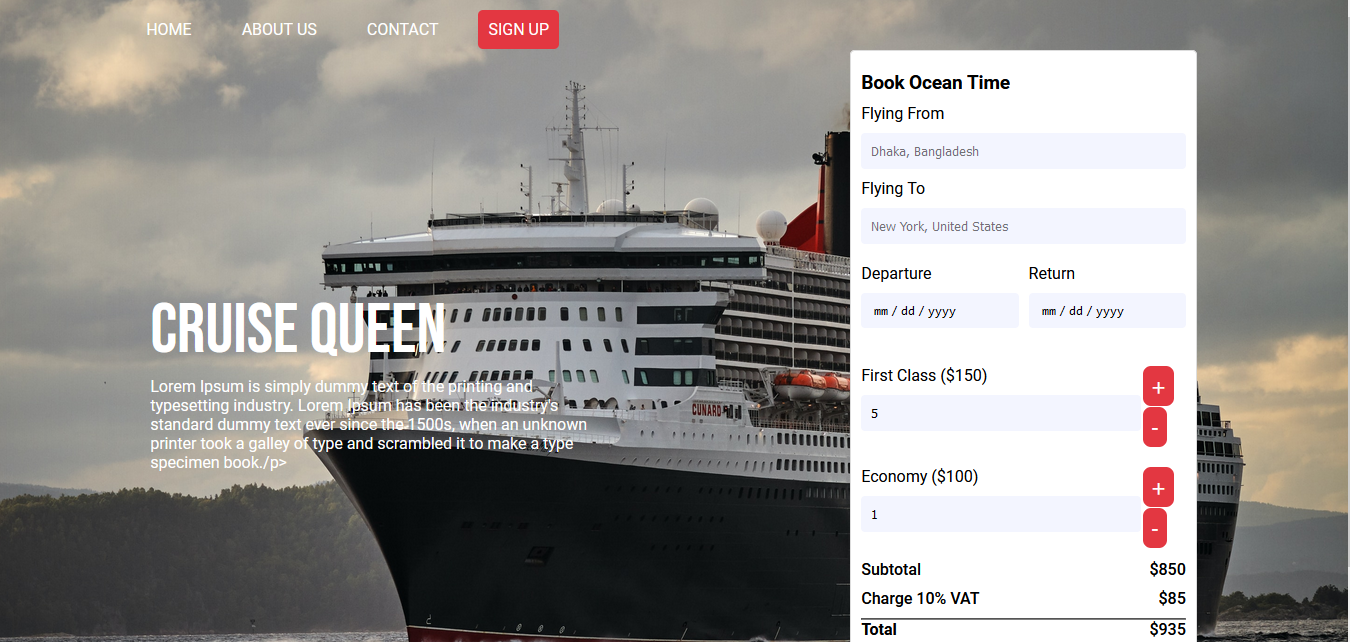 HOME ABOUT US CONTACT SIGN UP
CRUISE QUEEN
Lorem Ipsum is simply dummy text of the printing and
typesetting industry. Lorem Ipsum has been the industry's
standard dummy text ever since the 1500s, when an unknown
printer took a galley of type and scrambled it to make a type
specimen book./p>
CUNARD
Book Ocean Time
Flying From
Dhaka, Bangladesh
Flying To
New York, United States
Departure Return
mm / dd / yyyy mm / dd / yyyy
First Class ($150)
+
5
-
Economy ($100)
+
1
-
Subtotal $850
Charge 10% VAT $85
Total $935